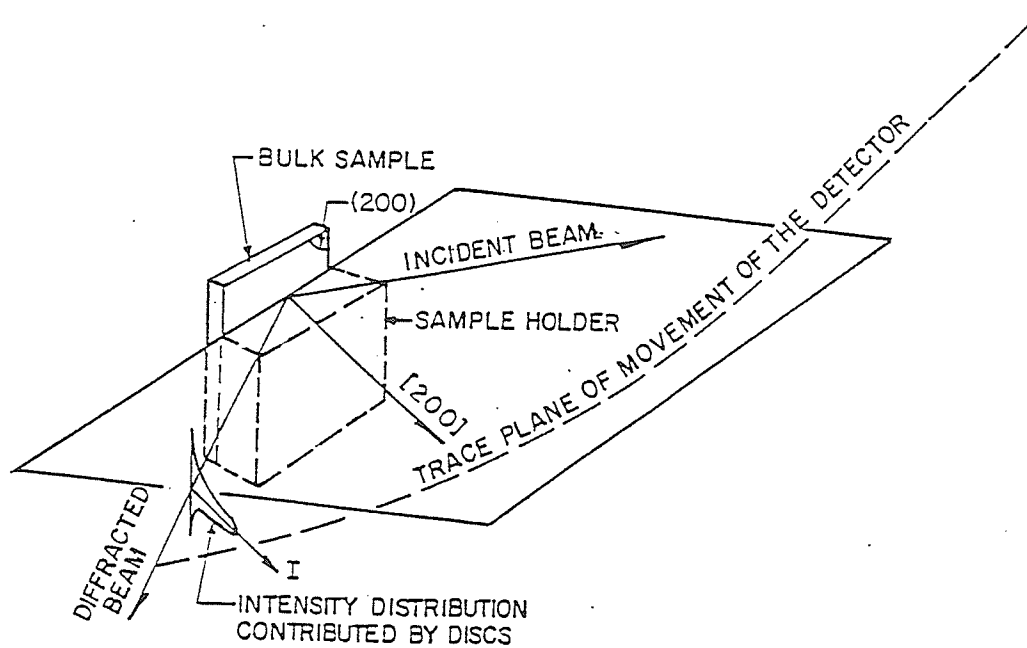 BULK SAMPLE
(200)
INCIDENT BEAM
SAMPLE HOLDER
[200]
TRACE PLANE OF MOVEMENT OF THE DETECTOR
DIFFRACTED
BEAM
I
INTENSITY DISTRIBUTION
CONTRIBUTED BY DISCS